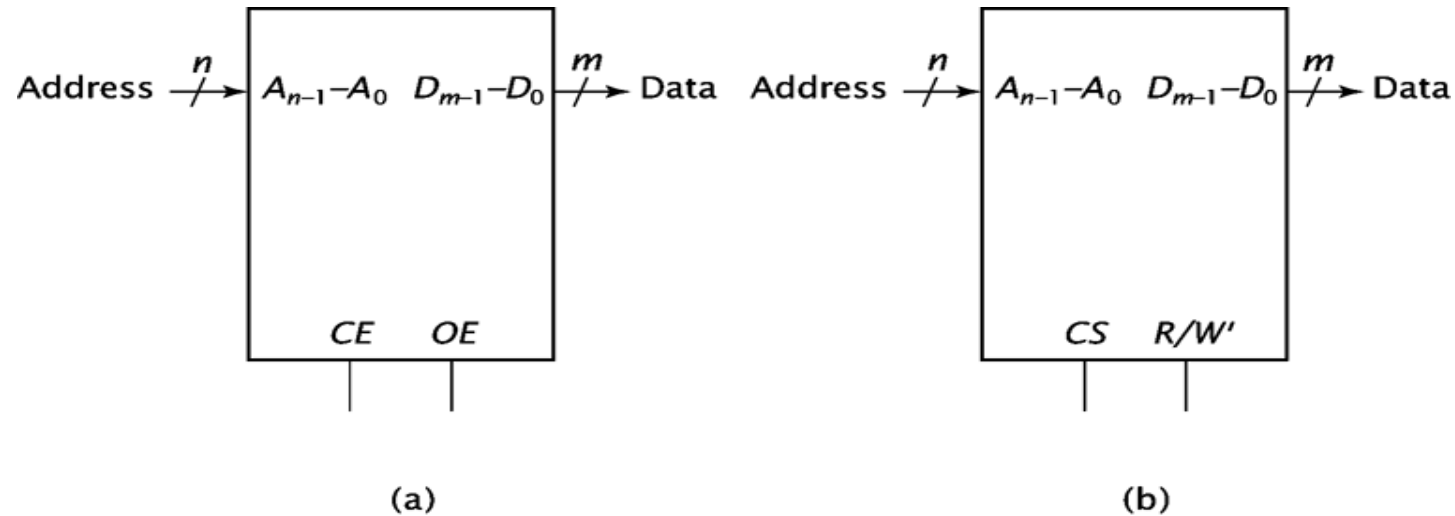 n m n m
Address Aₙ₋₁–A₀ Dₘ₋₁–D₀ Data Address Aₙ₋₁–A₀ Dₘ₋₁–D₀ Data
CE OE CS R/W'
(a) (b)